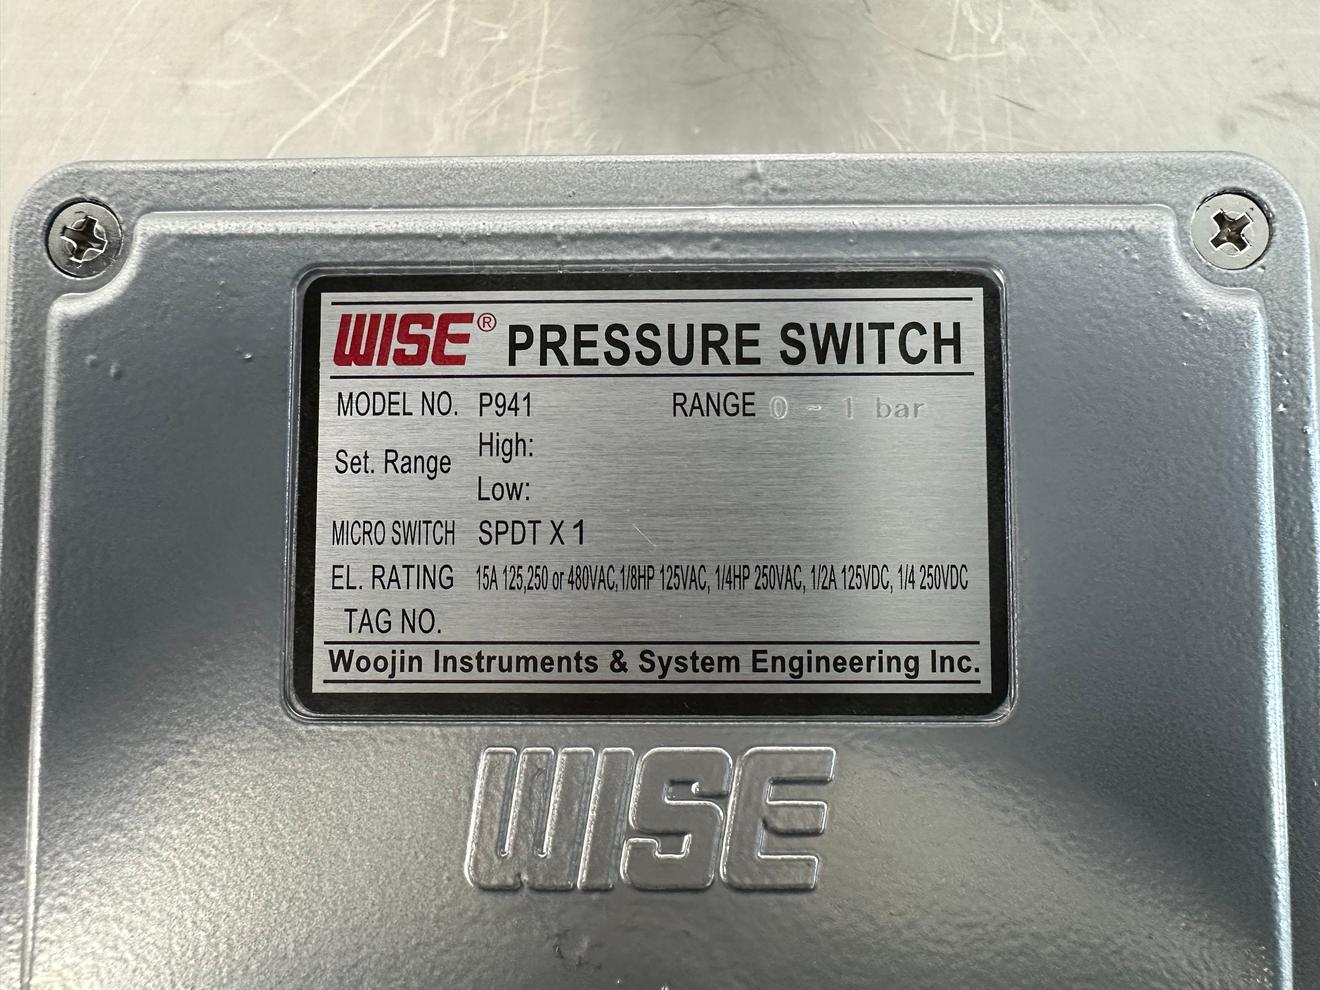 WISE® PRESSURE SWITCH
MODEL NO. P941 RANGE 0 ~ 1 bar
Set. Range High:
Low:
MICRO SWITCH SPDT X 1
EL. RATING 15A 125,250 or 480VAC,1/8HP 125VAC, 1/4HP 250VAC, 1/2A 125VDC, 1/4 250VDC
TAG NO.
Woojin Instruments & System Engineering Inc.
WISE